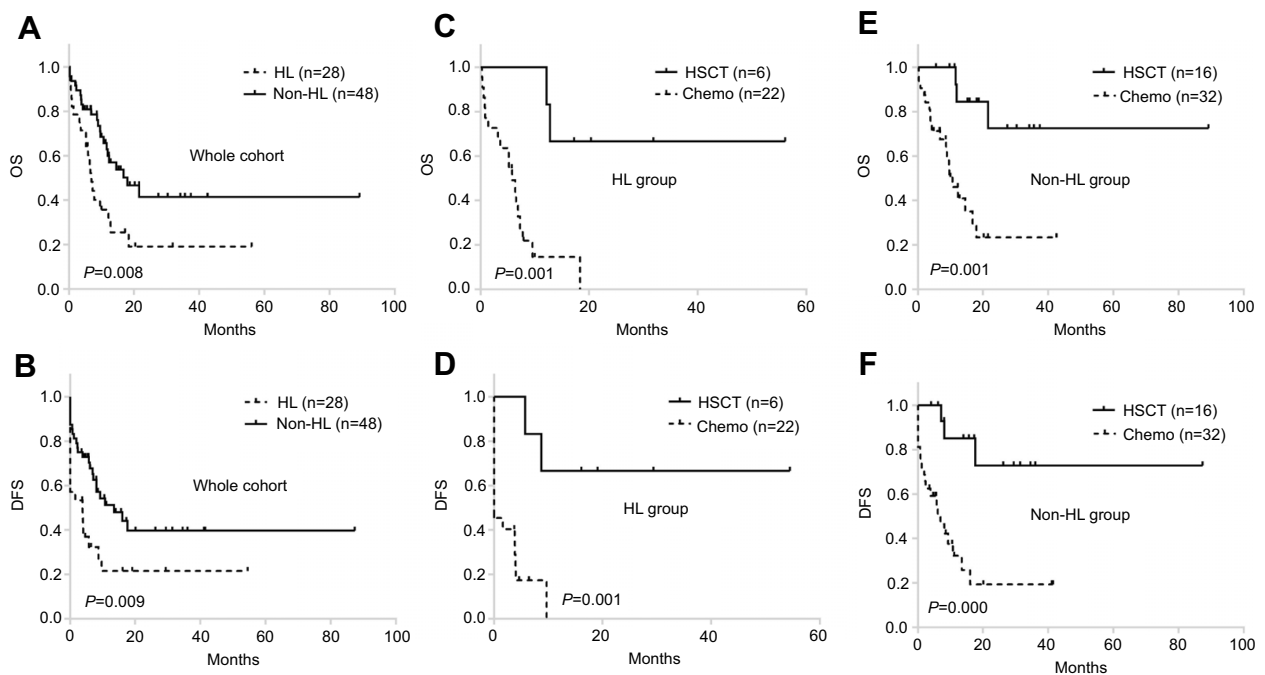 A
1.0
0.8
0.6
0.4
0.2
0.0
OS
HL (n=28)
Non-HL (n=48)
Whole cohort
P=0.008
0 20 40 60 80 100
Months
C
1.0
0.8
0.6
0.4
0.2
0.0
OS
HSCT (n=6)
Chemo (n=22)
HL group
P=0.001
0 20 40 60
Months
E
1.0
0.8
0.6
0.4
0.2
0.0
OS
HSCT (n=16)
Chemo (n=32)
Non-HL group
P=0.001
0 20 40 60 80 100
Months
B
1.0
0.8
0.6
0.4
0.2
0.0
DFS
HL (n=28)
Non-HL (n=48)
Whole cohort
P=0.009
0 20 40 60 80 100
Months
D
1.0
0.8
0.6
0.4
0.2
0.0
DFS
HSCT (n=6)
Chemo (n=22)
HL group
P=0.001
0 20 40 60
Months
F
1.0
0.8
0.6
0.4
0.2
0.0
DFS
HSCT (n=16)
Chemo (n=32)
Non-HL group
P=0.000
0 20 40 60 80 100
Months